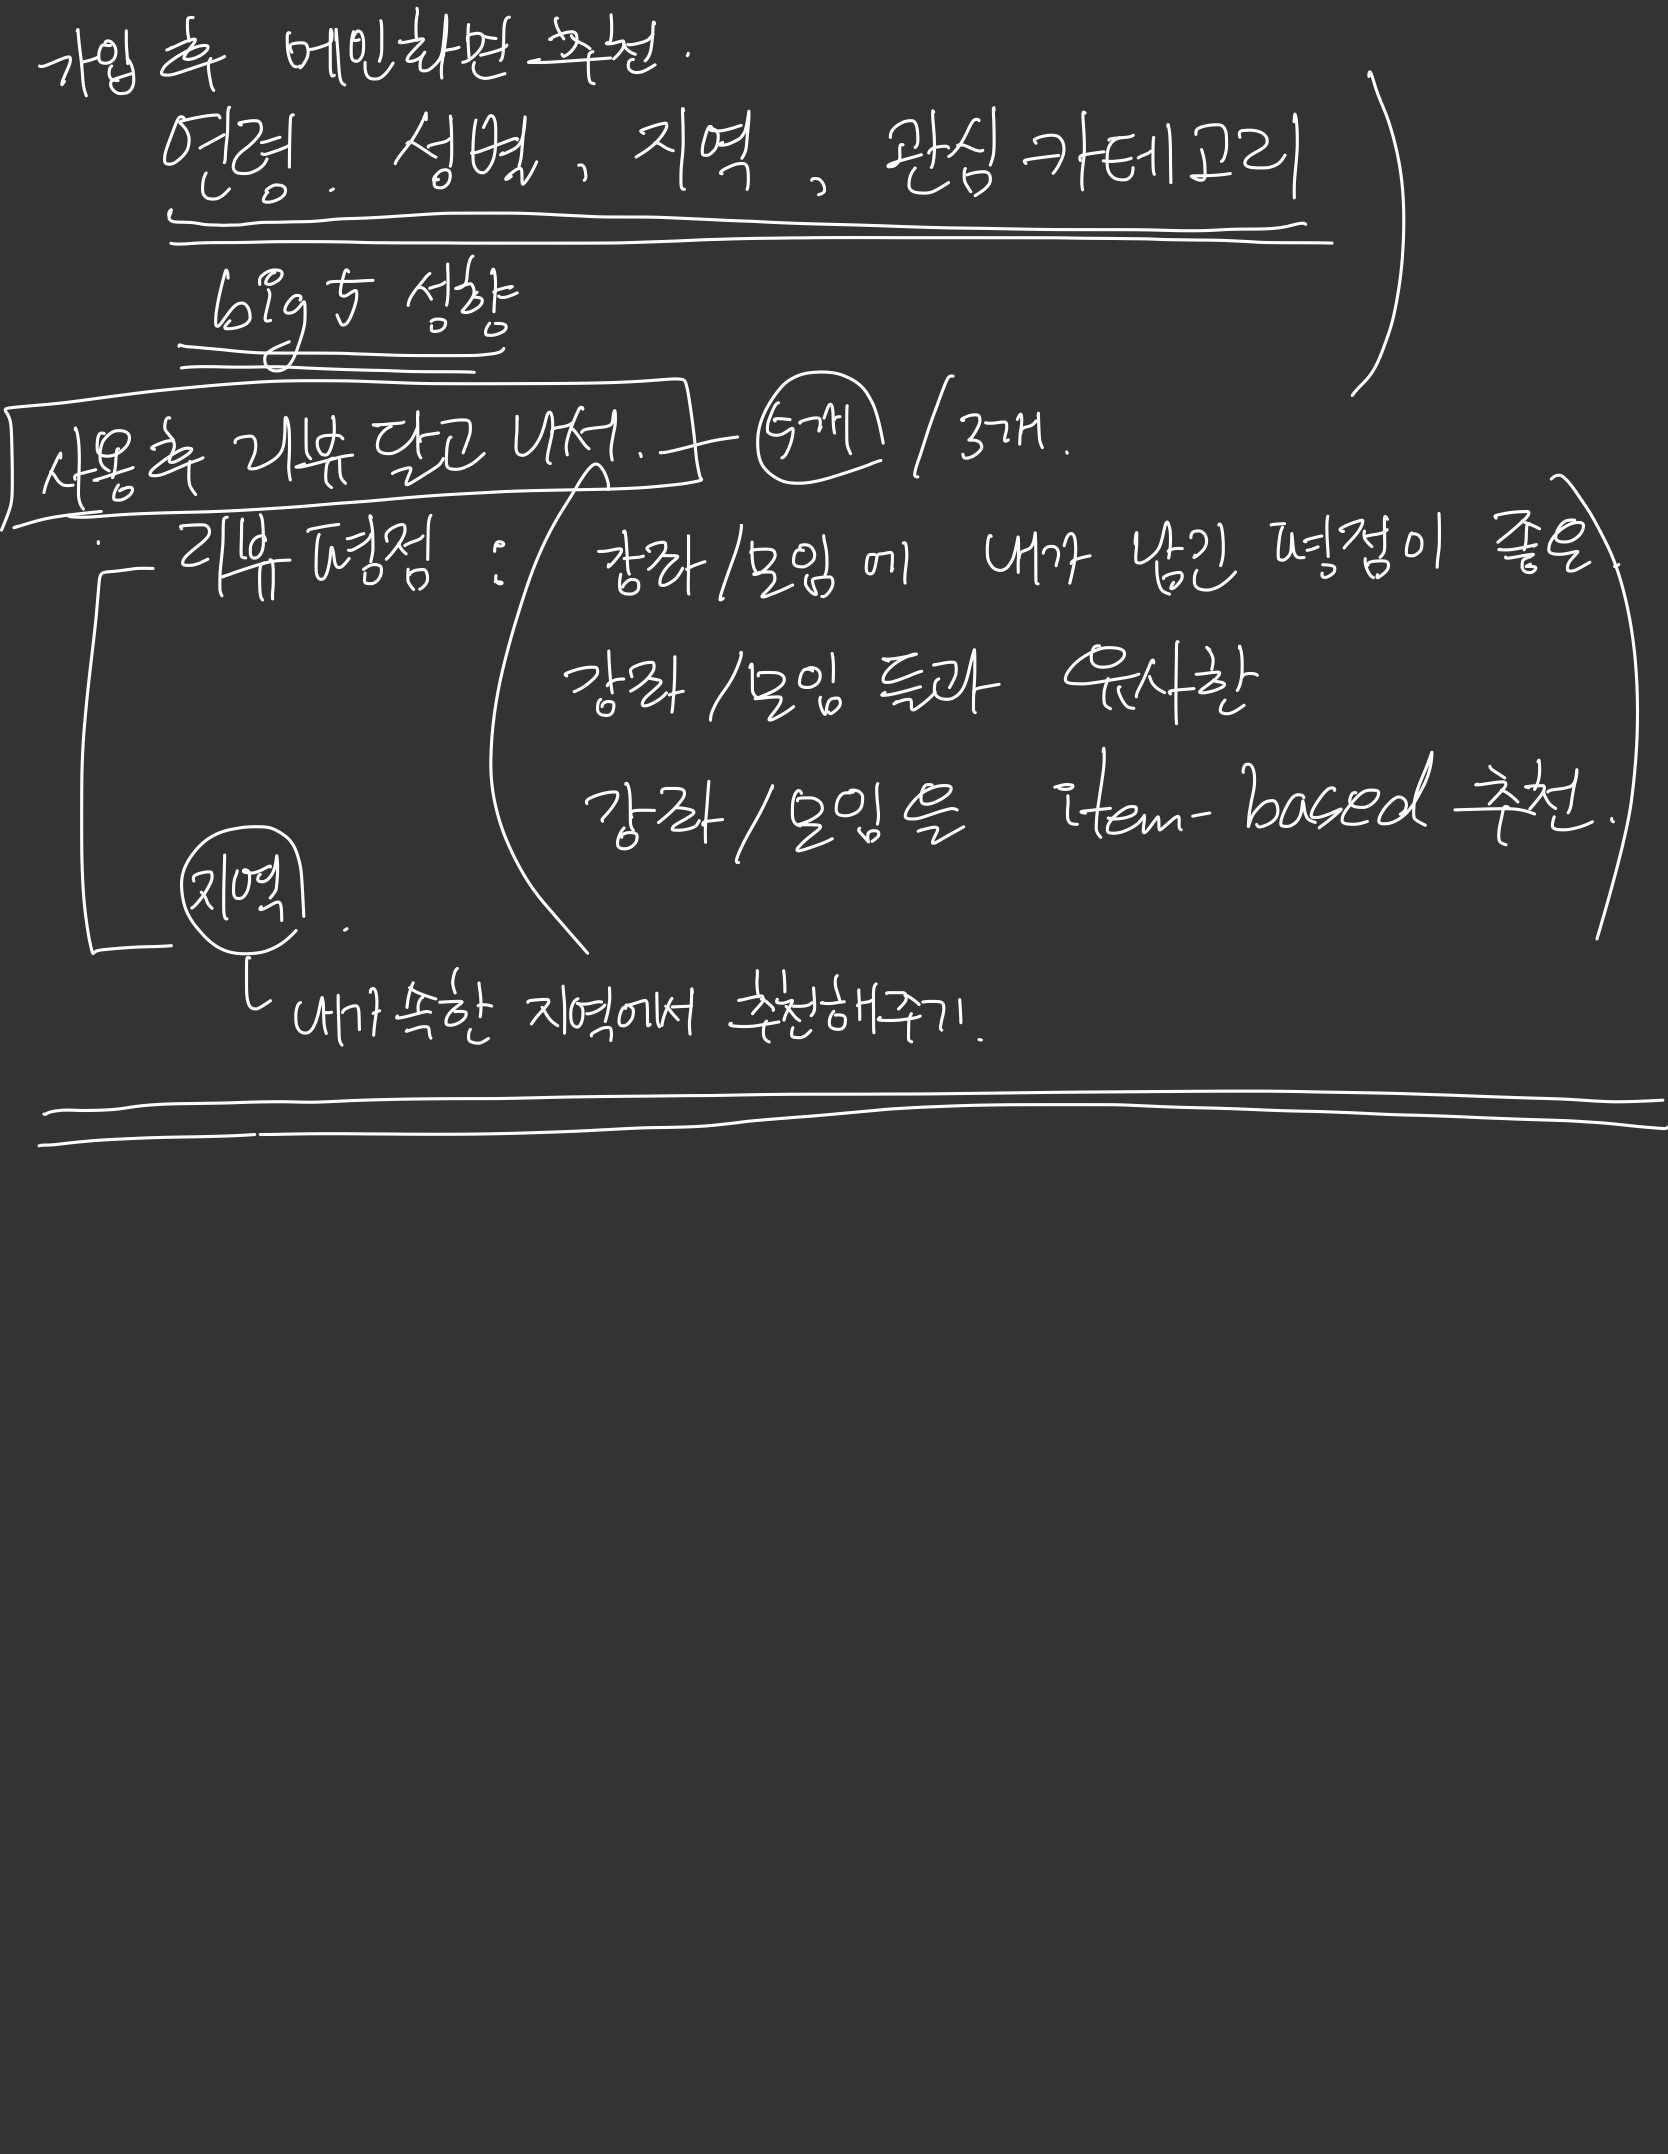 가입 후 메인화면 추천.
연령. 성별, 지역, 관심 카테고리
big 5 성향
사용 후 리뷰 달고 나서. 5개 / 3개.
· 리뷰 평점 : 강좌/모임에 내가 남긴 평점이 좋은
강좌/모임 들과 유사한
강좌/모임을 item-based 추천.
지역.
내가 속한 지역에서 추천해주기.